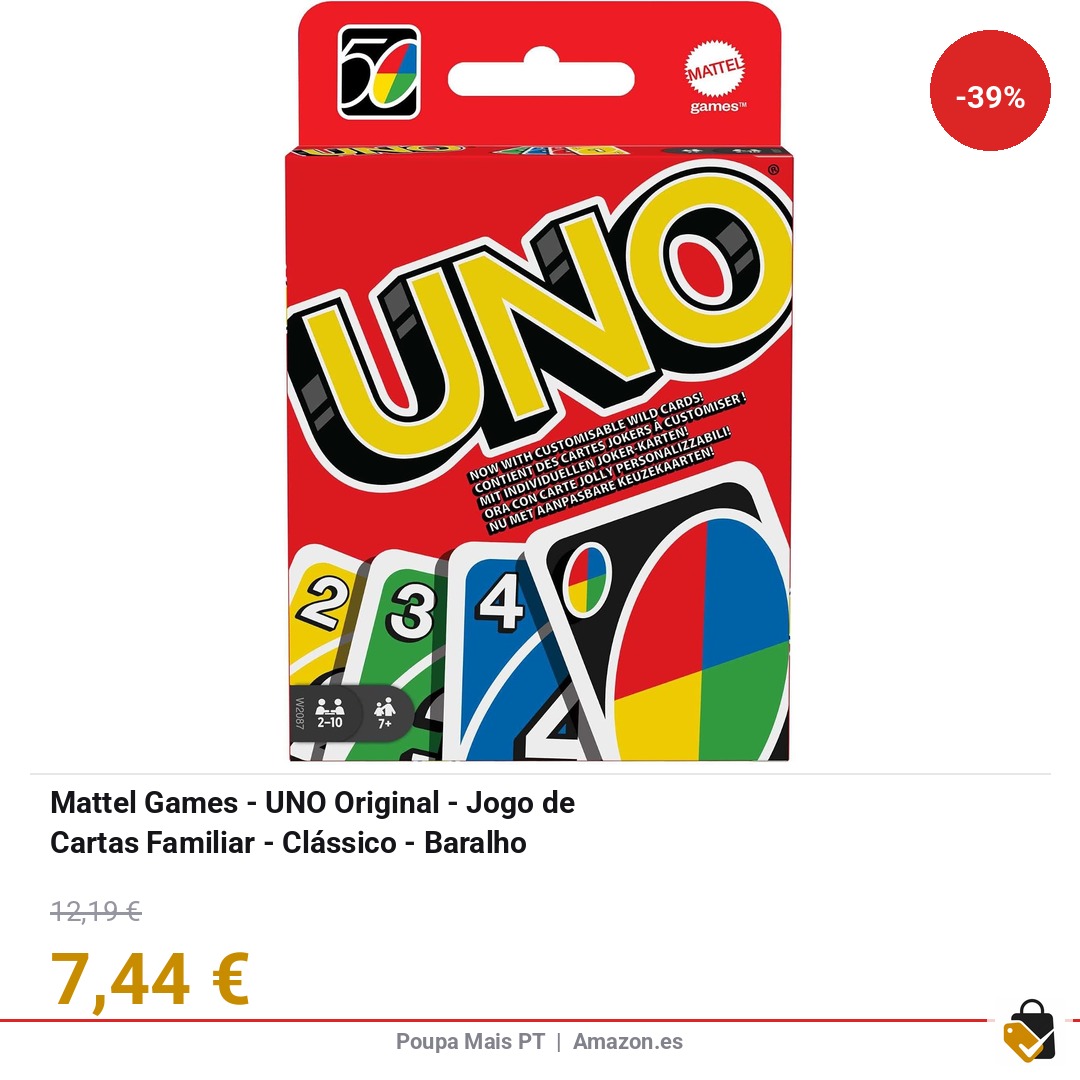 50
MATTEL
games™
-39%
UNO
UNO®
NOW WITH CUSTOMISABLE WILD CARDS!
CONTIENT DES CARTES JOKERS À CUSTOMISER !
MIT INDIVIDUELLEN JOKER-KARTEN!
ORA CON CARTE JOLLY PERSONALIZZABILI!
NU MET AANPASBARE KEUZEKAARTEN!
2
3
4
W2087
2–10
7+
Mattel Games - UNO Original - Jogo de
Cartas Familiar - Clássico - Baralho
12,19 €
7,44 €
Poupa Mais PT | Amazon.es